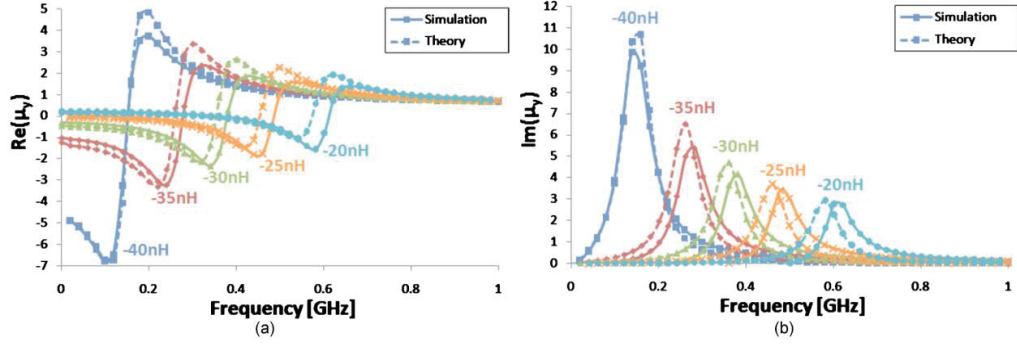 5
4
3
2
1
0
-1
-2
-3
-4
-5
-6
-7
Re(μy)
Simulation
Theory
-40nH
-35nH
-30nH
-25nH
-20nH
0
0.2
0.4
0.6
0.8
1
Frequency [GHz]
(a)
12
11
10
9
8
7
6
5
4
3
2
1
0
Im(μy)
Simulation
Theory
-40nH
-35nH
-30nH
-25nH
-20nH
0
0.2
0.4
0.6
0.8
1
Frequency [GHz]
(b)